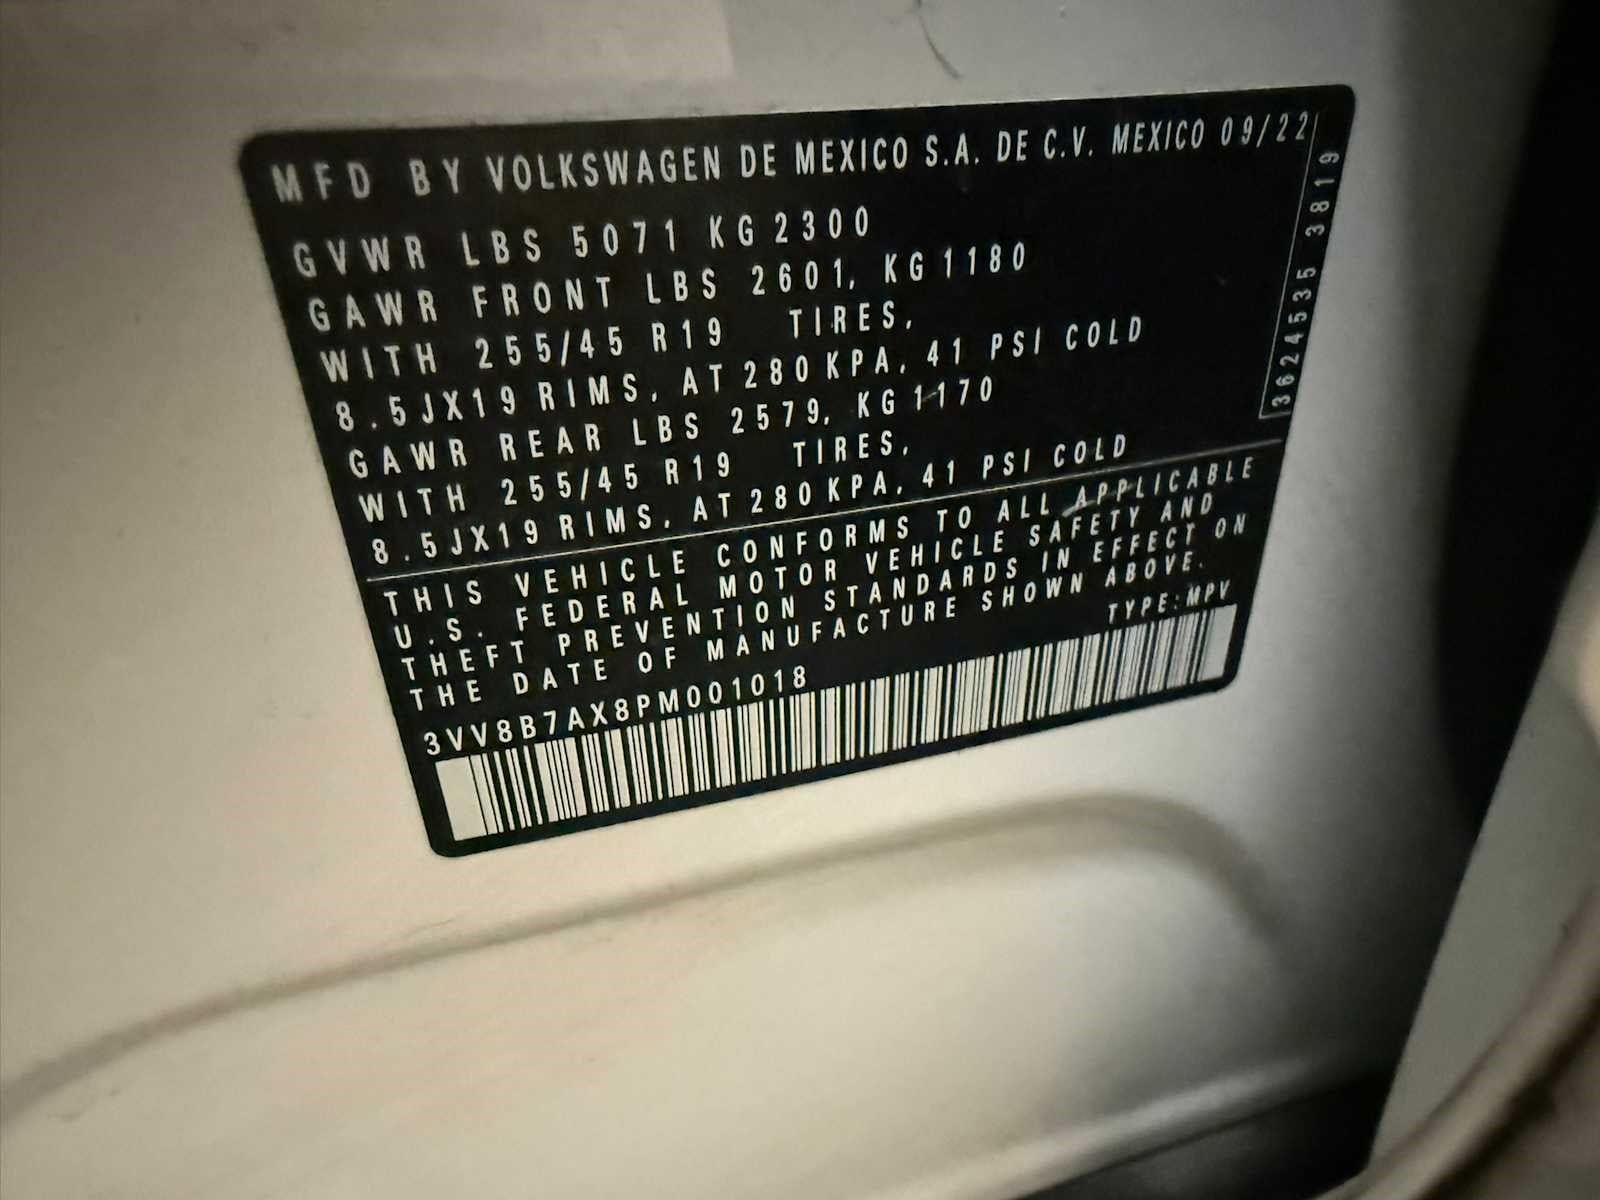 MFD BY VOLKSWAGEN DE MEXICO S.A. DE C.V. MEXICO 09/22
GVWR LBS 5071 KG 2300
GAWR FRONT LBS 2601, KG 1180
WITH 255/45 R19 TIRES,
8.5JX19 RIMS, AT 280 KPA, 41 PSI COLD
GAWR REAR LBS 2579, KG 1170
WITH 255/45 R19 TIRES,
8.5JX19 RIMS, AT 280 KPA, 41 PSI COLD
3624535 3819
THIS VEHICLE CONFORMS TO ALL APPLICABLE
U.S. FEDERAL MOTOR VEHICLE SAFETY AND
THEFT PREVENTION STANDARDS IN EFFECT ON
THE DATE OF MANUFACTURE SHOWN ABOVE.
TYPE:MPV
3VV8B7AX8PM001018